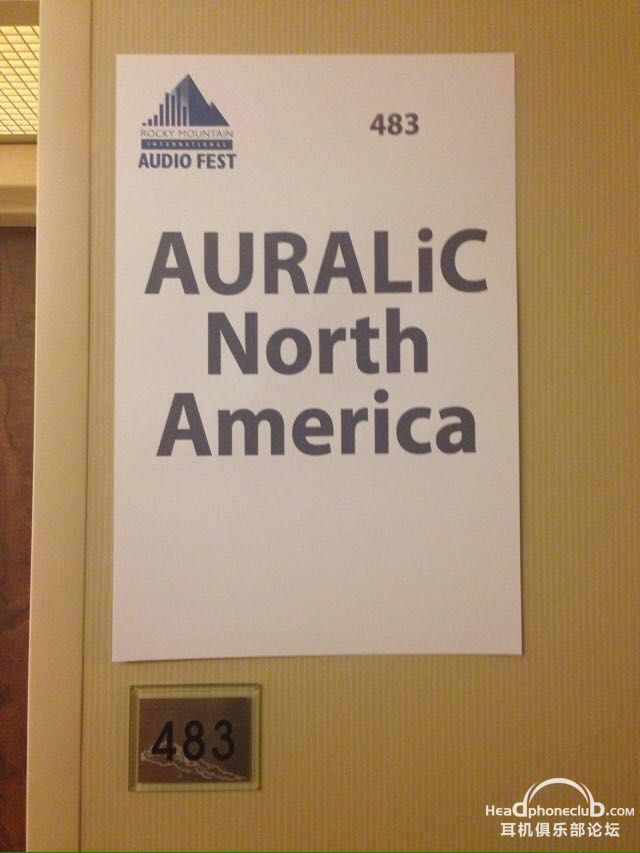 ROCKY MOUNTAIN
INTERNATIONAL
AUDIO FEST
483
AURALiC
North
America
483
Headphoneclub.com
耳机俱乐部论坛